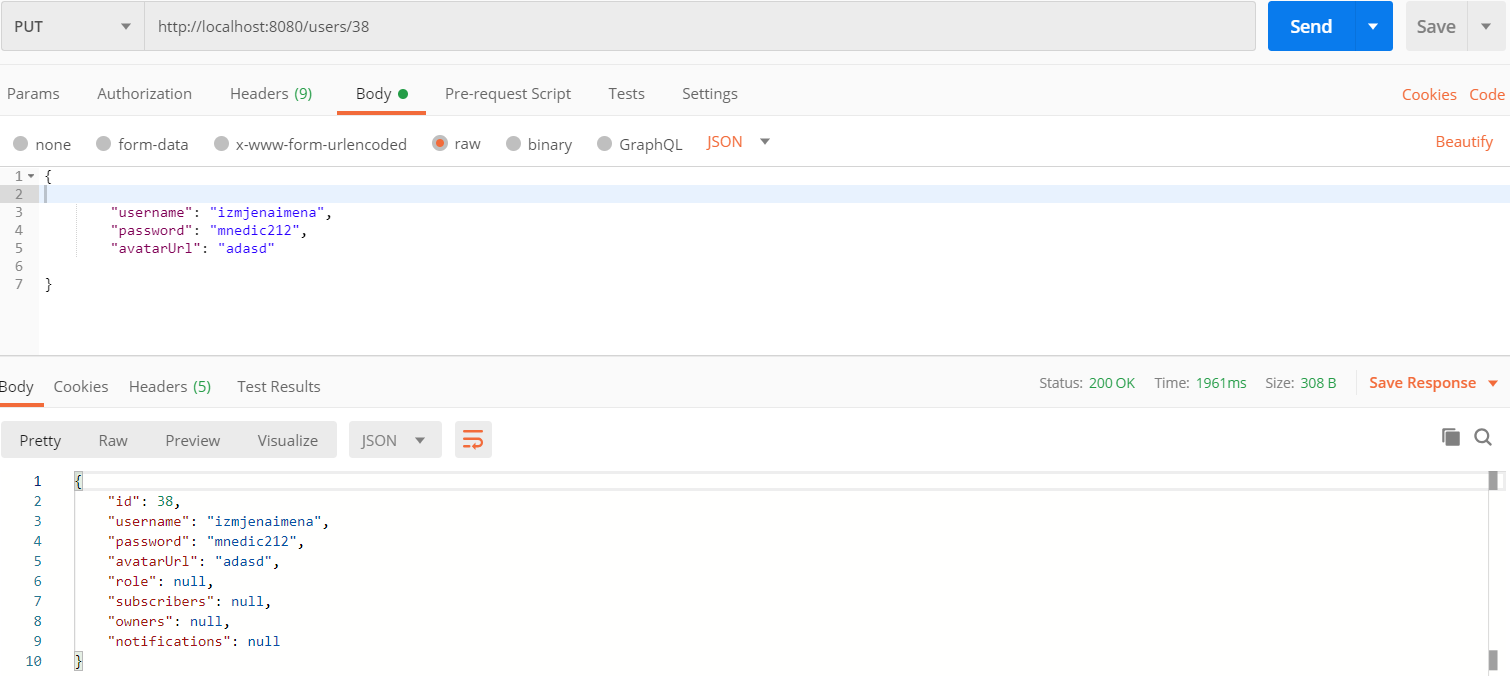 PUT http://localhost:8080/users/38 Send Save
Params Authorization Headers (9) Body Pre-request Script Tests Settings Cookies Code
none form-data x-www-form-urlencoded raw binary GraphQL JSON Beautify
1 {
2
3 "username": "izmjenaimena",
4 "password": "mnedic212",
5 "avatarUrl": "adasd"
6
7 }
Body Cookies Headers (5) Test Results Status: 200 OK Time: 1961ms Size: 308 B Save Response
Pretty Raw Preview Visualize JSON
1 {
2 "id": 38,
3 "username": "izmjenaimena",
4 "password": "mnedic212",
5 "avatarUrl": "adasd",
6 "role": null,
7 "subscribers": null,
8 "owners": null,
9 "notifications": null
10 }